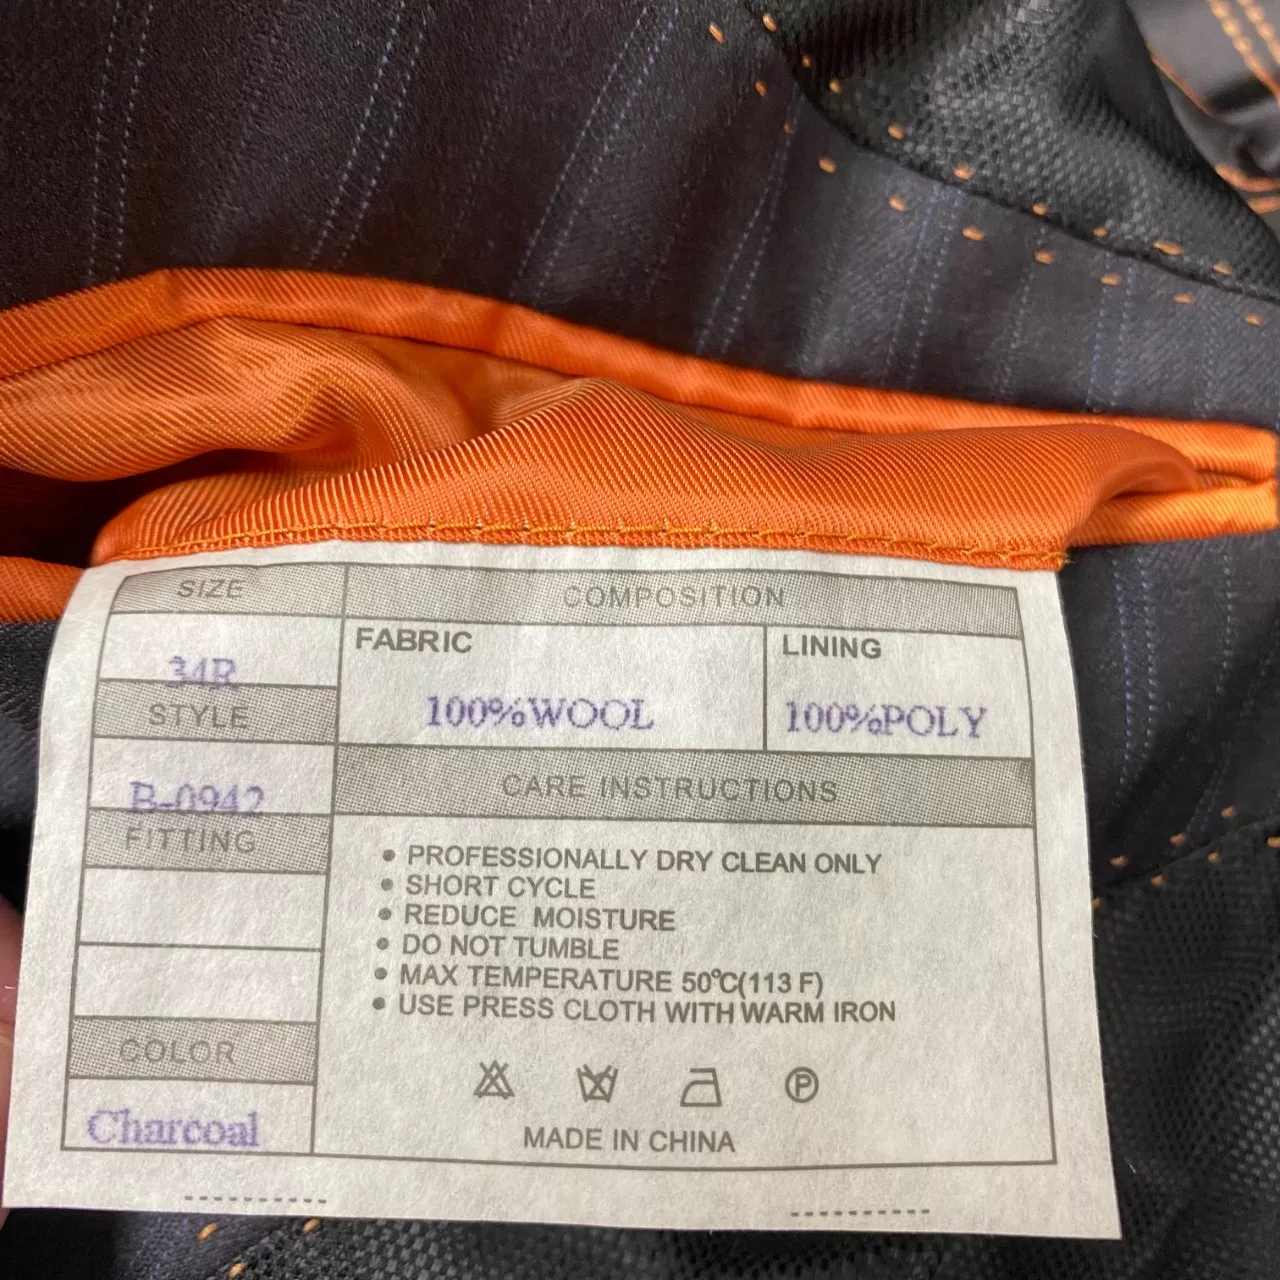 SIZE
34R
STYLE
B-0942
FITTING
COLOR
Charcoal
COMPOSITION
FABRIC
100%WOOL
LINING
100%POLY
CARE INSTRUCTIONS
• PROFESSIONALLY DRY CLEAN ONLY
• SHORT CYCLE
• REDUCE MOISTURE
• DO NOT TUMBLE
• MAX TEMPERATURE 50°C(113 F)
• USE PRESS CLOTH WITH WARM IRON
P
MADE IN CHINA